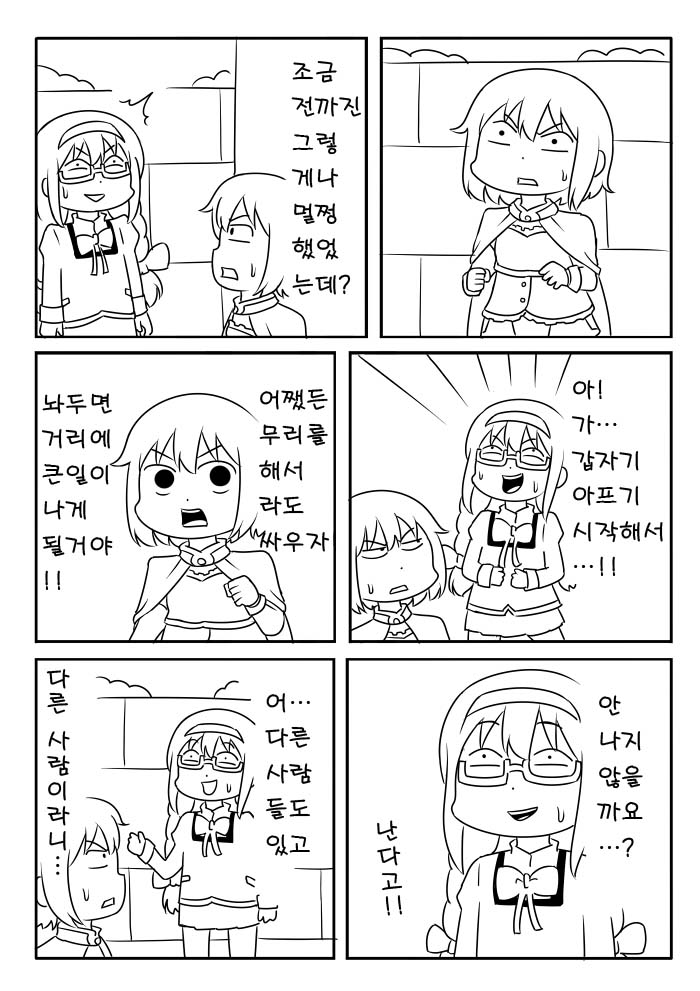 조금
전까진
그렇
게나
멀쩡
했었
는데?
아!
가…
갑자기
아프기
시작해서
…!!
어쨌든
무리를
해서
라도
싸우자
놔두면
거리에
큰일이
나게
될거야
!!
안
나지
않을
까요
…?
난다고!!
어…
다른
사람
들도
있고
다른 사람이라니…